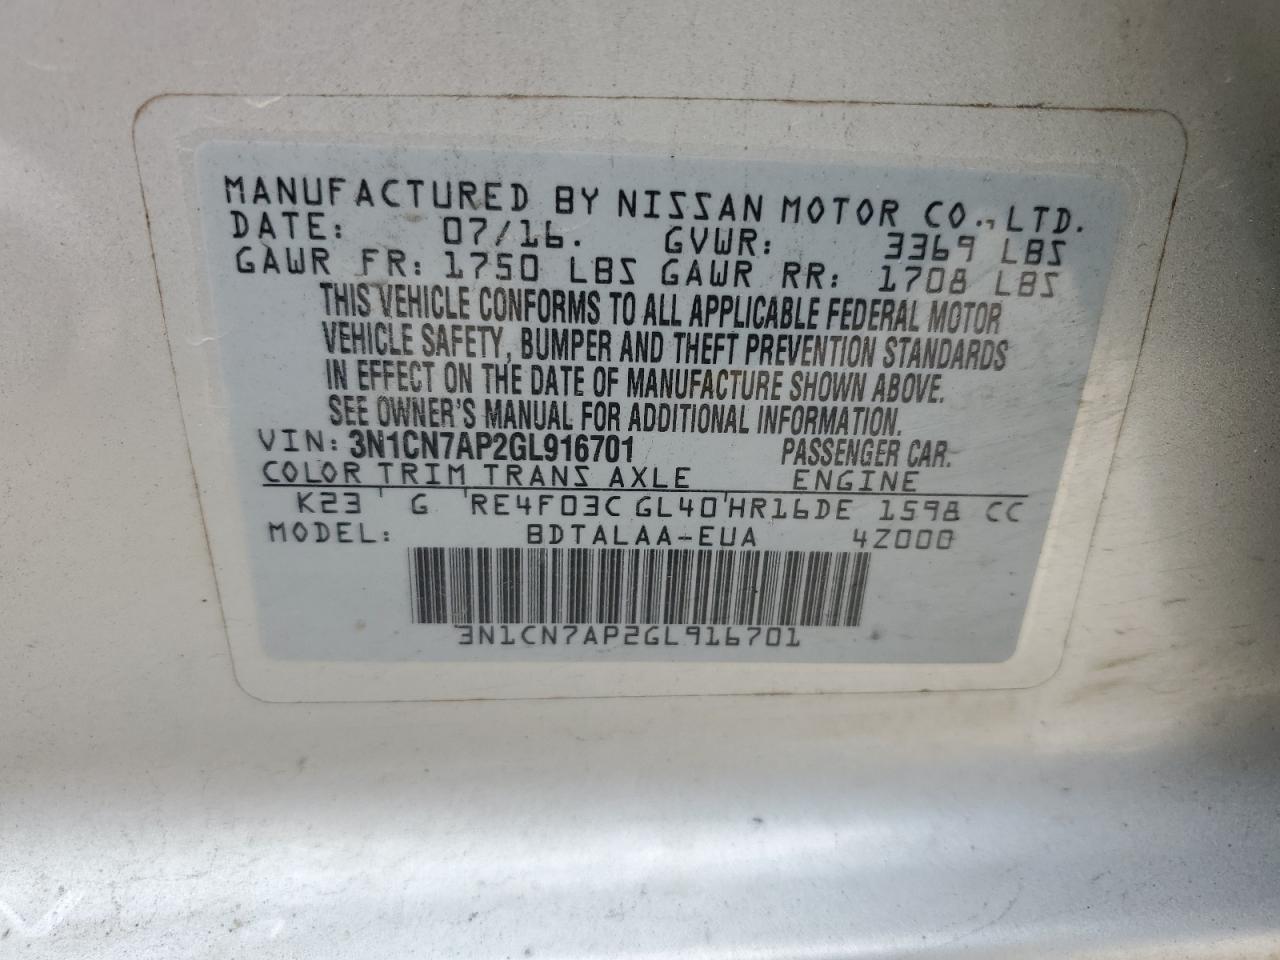 MANUFACTURED BY NISSAN MOTOR CO., LTD.
DATE: 07/16. GVWR: 3369 LBS
GAWR FR: 1750 LBS GAWR RR: 1708 LBS
THIS VEHICLE CONFORMS TO ALL APPLICABLE FEDERAL MOTOR
VEHICLE SAFETY, BUMPER AND THEFT PREVENTION STANDARDS
IN EFFECT ON THE DATE OF MANUFACTURE SHOWN ABOVE.
SEE OWNER'S MANUAL FOR ADDITIONAL INFORMATION.
VIN: 3N1CN7AP2GL916701 PASSENGER CAR.
COLOR TRIM TRANS AXLE ENGINE
K23 G RE4F03C GL40 HR16DE 1598 CC
MODEL: BDTALAA-EUA 4Z000
3N1CN7AP2GL916701